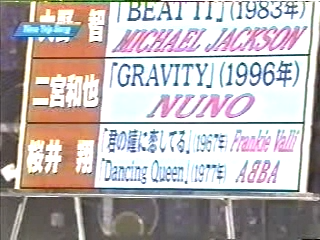 大野 智
「BEAT IT」(1983年)
MICHAEL JACKSON
二宮和也
「GRAVITY」(1996年)
NUNO
櫻井 翔
「君の瞳に恋してる」(1967年) Frankie Valli
「Dancing Queen」(1977年) ABBA